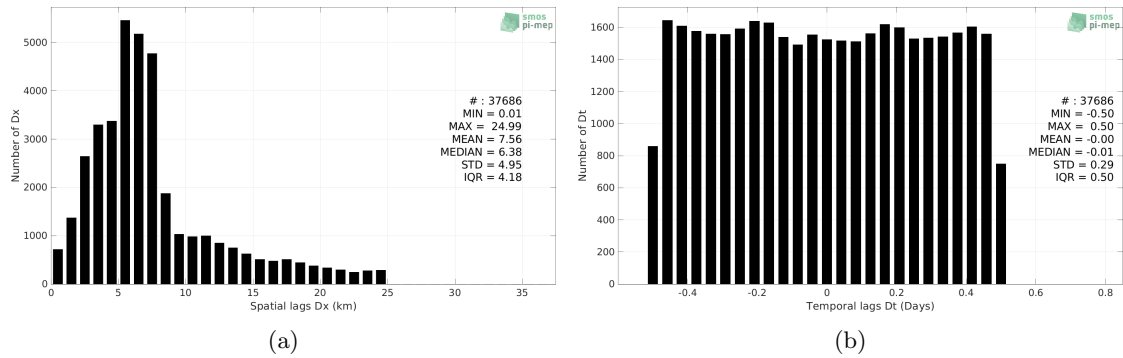 smos
pi-mep
5000
4000
3000
2000
1000
0
Number of Dx
# : 37686
MIN = 0.01
MAX = 24.99
MEAN = 7.56
MEDIAN = 6.38
STD = 4.95
IQR = 4.18
0 5 10 15 20 25 30 35
Spatial lags Dx (km)
(a)
smos
pi-mep
1600
1400
1200
1000
800
600
400
200
0
Number of Dt
# : 37686
MIN = -0.50
MAX = 0.50
MEAN = -0.00
MEDIAN = -0.01
STD = 0.29
IQR = 0.50
-0.4 -0.2 0 0.2 0.4 0.6 0.8
Temporal lags Dt (Days)
(b)